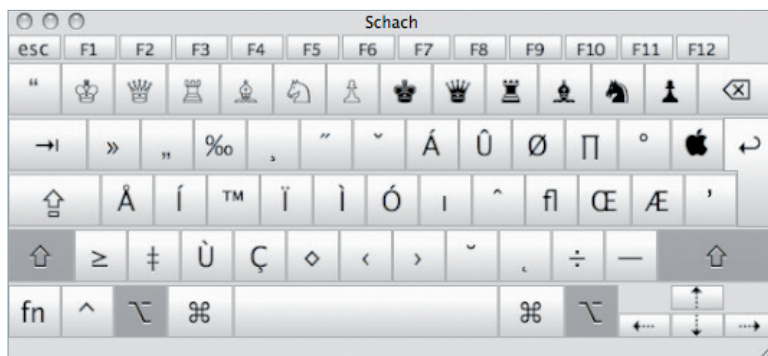 Schach
esc F1 F2 F3 F4 F5 F6 F7 F8 F9 F10 F11 F12
“ ♔ ♕ ♖ ♗ ♘ ♙ ♚ ♛ ♜ ♝ ♞ ♟ ⌫
⇥ » „ ‰ ¸ ˝ ˇ Á Û Ø ∏ ° 
⇪ Å Í ™ Ï Ì Ó ı ˆ ﬂ Œ Æ ’ ↩
⇧ ≥ ‡ Ù Ç ◊ ‹ › ˘ ˛ ÷ — ⇧
fn ^ ⌥ ⌘ ⌘ ⌥ ⇠ ⇡ ⇣ ⇢